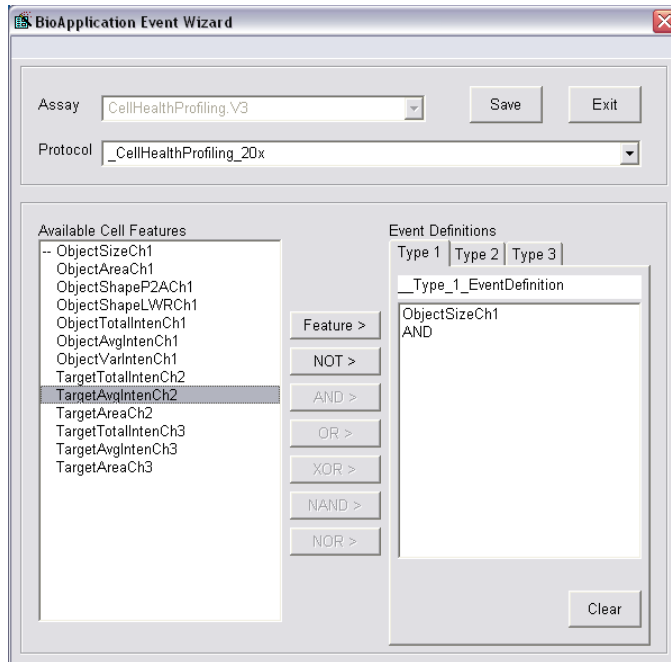 BioApplication Event Wizard
Assay
CellHealthProfiling.V3
Save
Exit
Protocol
_CellHealthProfiling_20x
Available Cell Features
-- ObjectSizeCh1
ObjectAreaCh1
ObjectShapeP2ACh1
ObjectShapeLWRCh1
ObjectTotalIntenCh1
ObjectAvgIntenCh1
ObjectVarIntenCh1
TargetTotalIntenCh2
TargetAvgIntenCh2
TargetAreaCh2
TargetTotalIntenCh3
TargetAvgIntenCh3
TargetAreaCh3
Feature >
NOT >
AND >
OR >
XOR >
NAND >
NOR >
Event Definitions
Type 1 Type 2 Type 3
__Type_1_EventDefinition
ObjectSizeCh1
AND
Clear